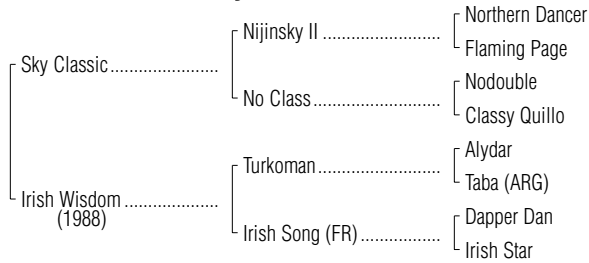 Northern Dancer
Nijinsky II
Flaming Page
Sky Classic
Nodouble
No Class
Classy Quillo
Alydar
Turkoman
Taba (ARG)
Irish Wisdom
(1988)
Dapper Dan
Irish Song (FR)
Irish Star